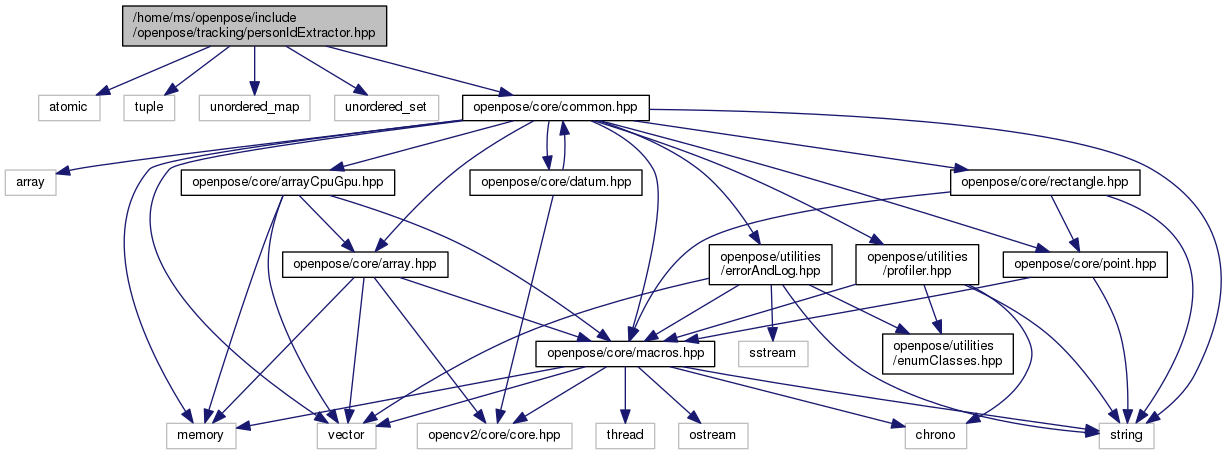 /home/ms/openpose/include
/openpose/tracking/personIdExtractor.hpp
atomic
tuple
unordered_map
unordered_set
openpose/core/common.hpp
array
openpose/core/arrayCpuGpu.hpp
openpose/core/datum.hpp
openpose/core/rectangle.hpp
openpose/core/array.hpp
openpose/utilities
/errorAndLog.hpp
openpose/utilities
/profiler.hpp
openpose/core/point.hpp
openpose/core/macros.hpp
sstream
openpose/utilities
/enumClasses.hpp
memory
vector
opencv2/core/core.hpp
thread
ostream
chrono
string